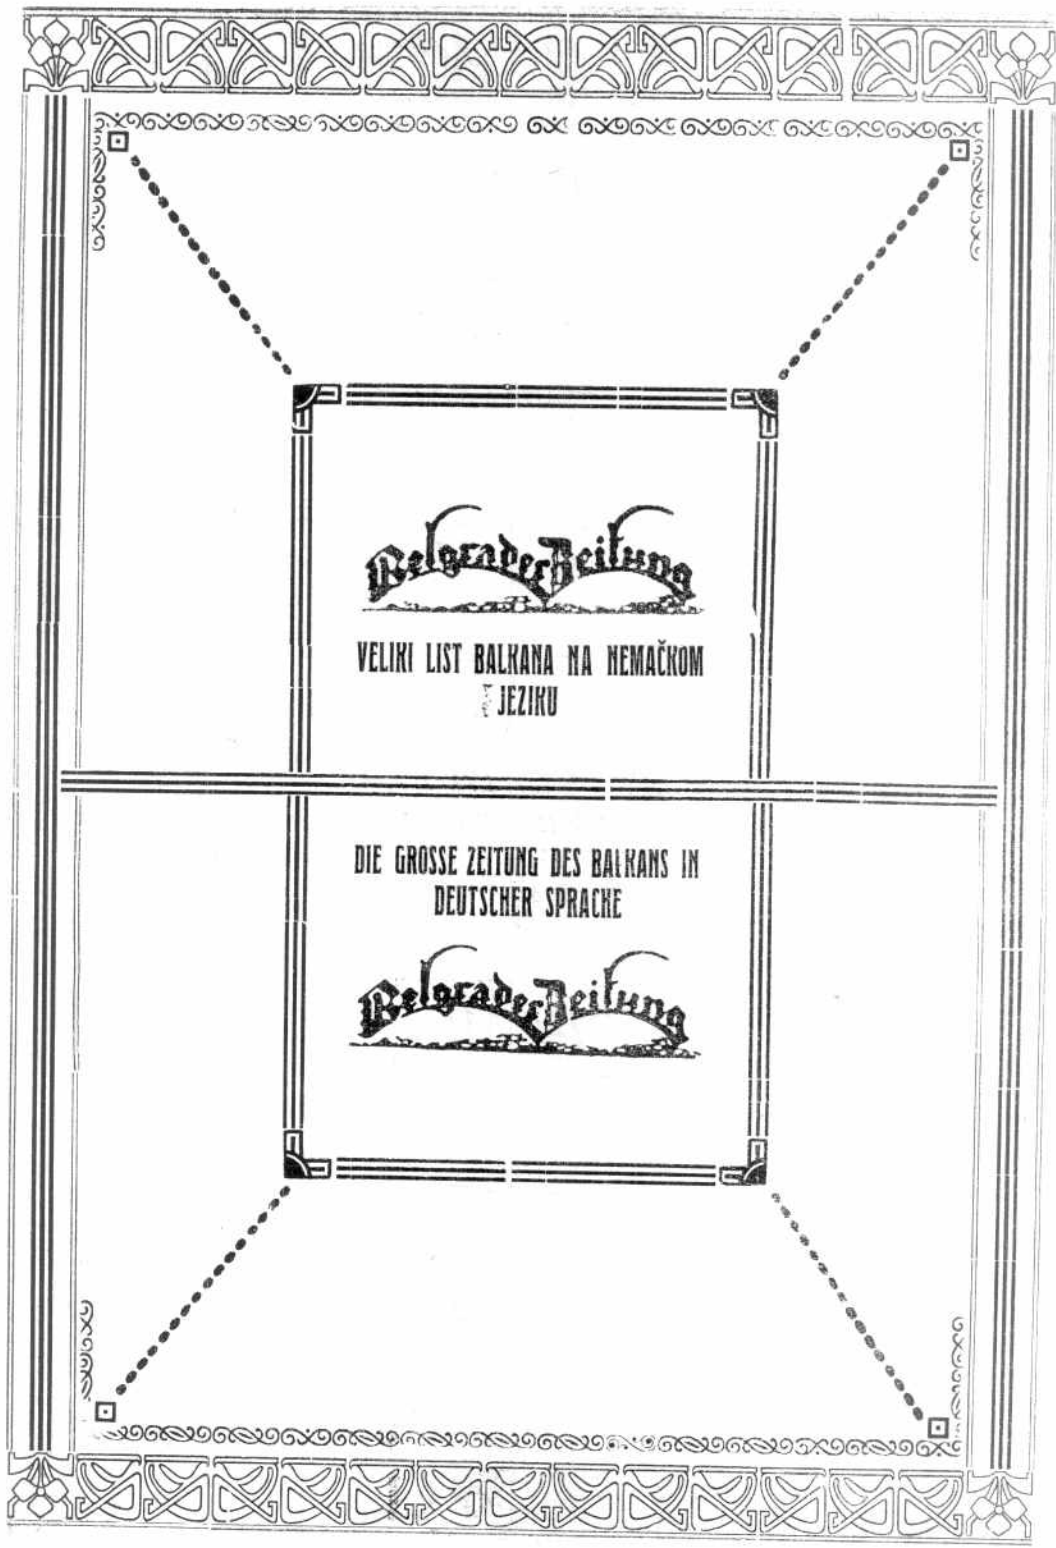 Belgrader Zeitung
VELIKI LIST BALKANA NA NEMAČKOM
JEZIKU
DIE GROSSE ZEITUNG DES BALKANS IN
DEUTSCHER SPRACHE
Belgrader Zeitung